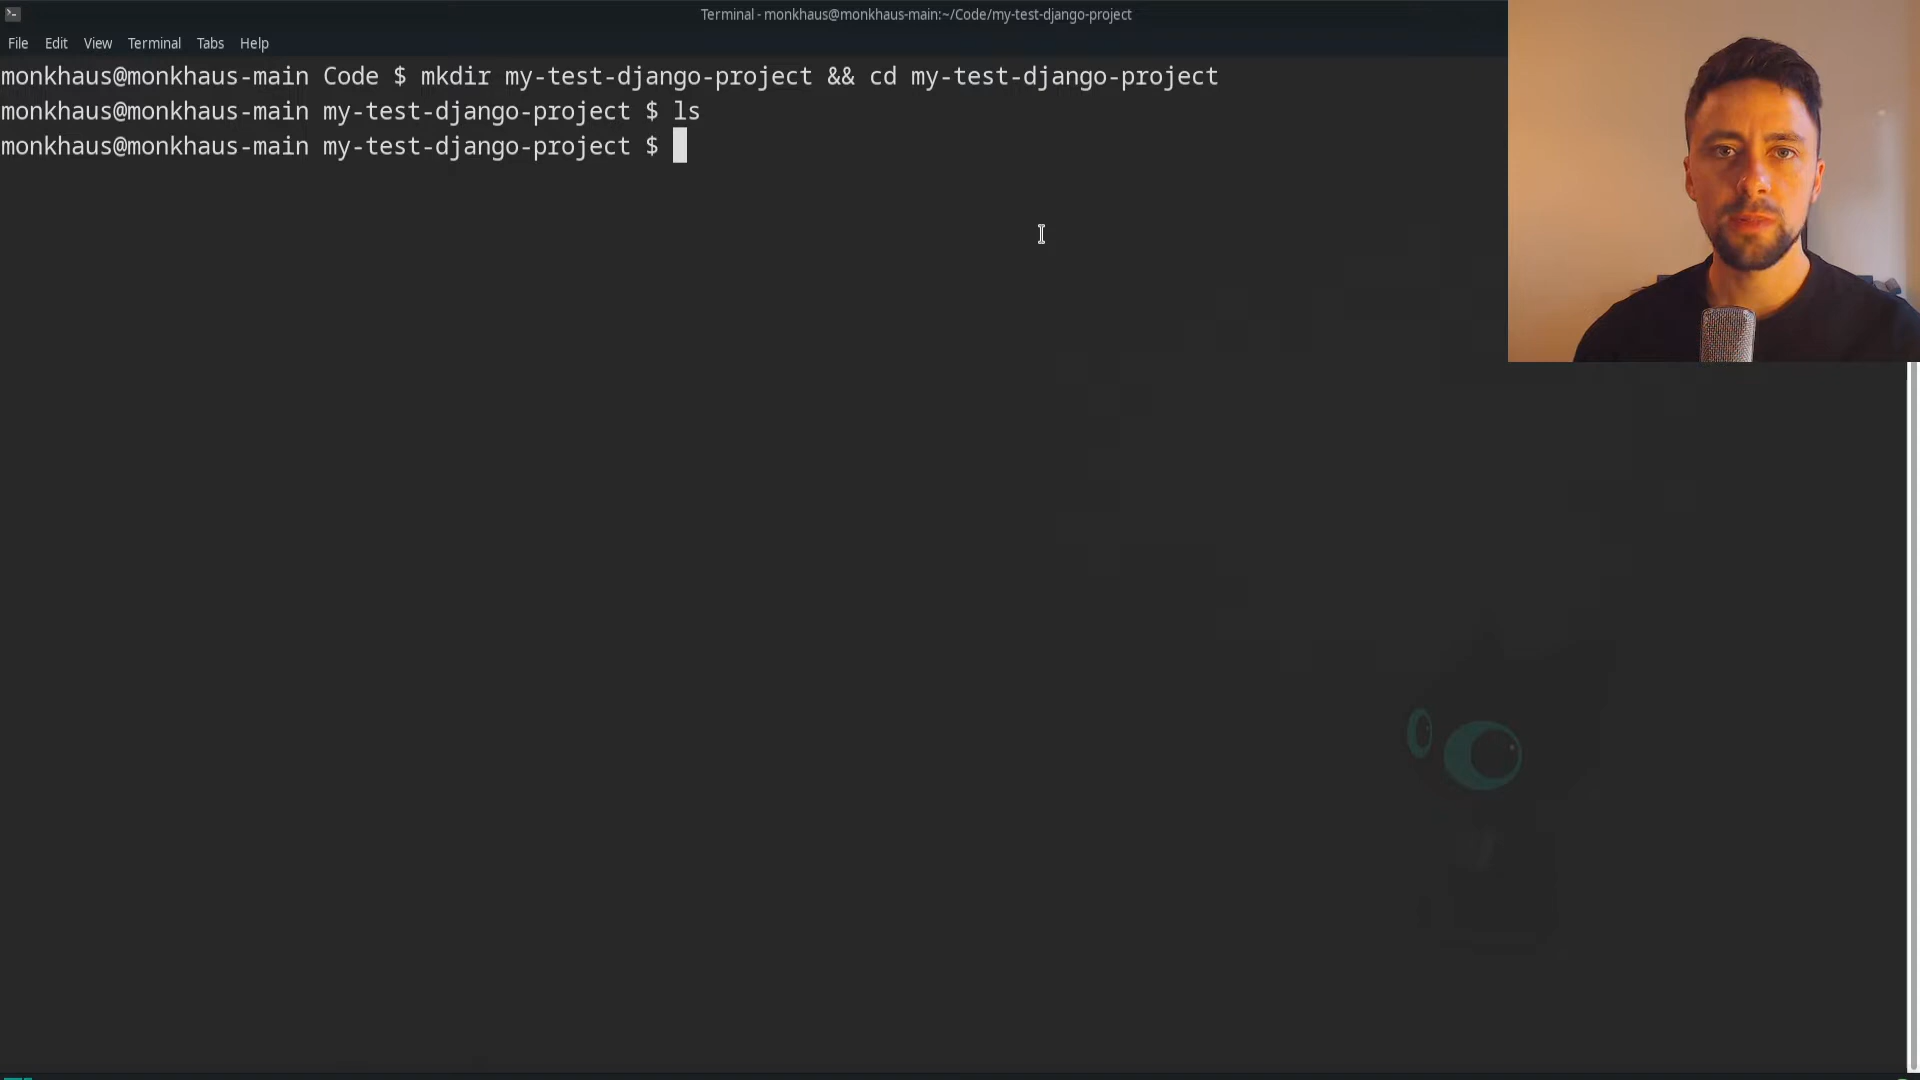 Terminal - monkhaus@monkhaus-main:~/Code/my-test-django-project
File Edit View Terminal Tabs Help
monkhaus@monkhaus-main Code $ mkdir my-test-django-project && cd my-test-django-project
monkhaus@monkhaus-main my-test-django-project $ ls
monkhaus@monkhaus-main my-test-django-project $